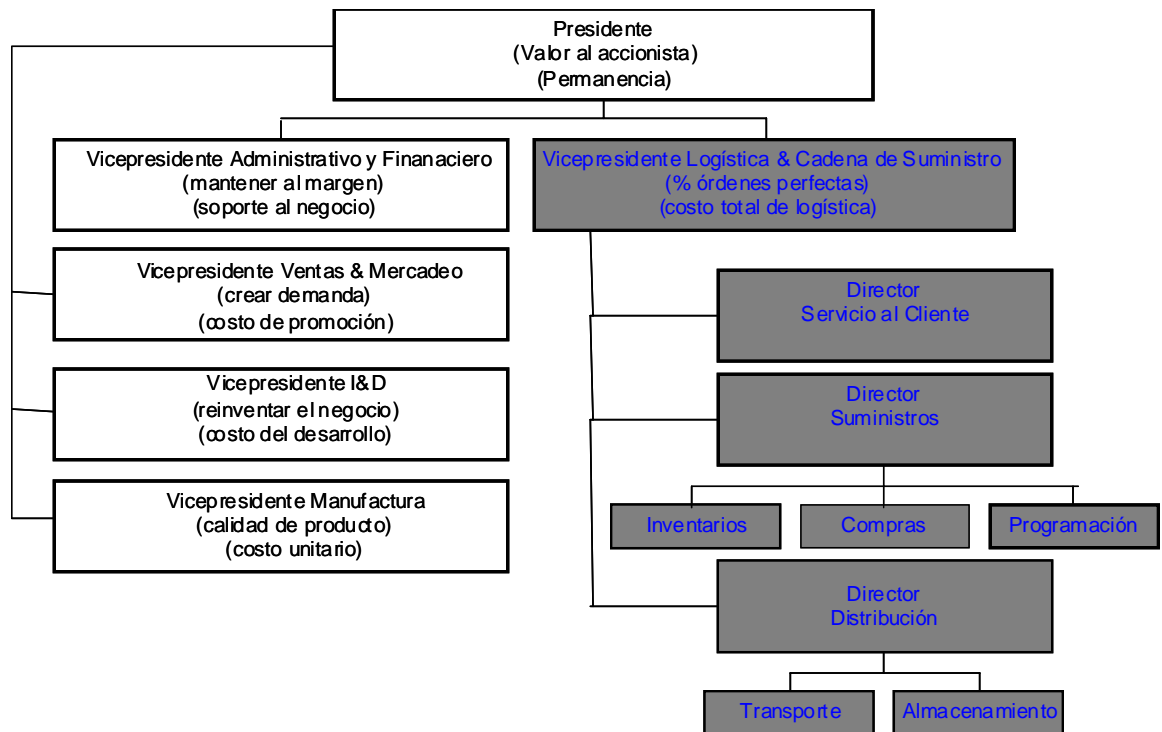 Presidente
(Valor al accionista)
(Permanencia)
Vicepresidente Administrativo y Finanaciero
(mantener al margen)
(soporte al negocio)
Vicepresidente Logística & Cadena de Suministro
(% órdenes perfectas)
(costo total de logística)
Vicepresidente Ventas & Mercadeo
(crear demanda)
(costo de promoción)
Director
Servicio al Cliente
Vicepresidente I&D
(reinventar el negocio)
(costo del desarrollo)
Director
Suministros
Vicepresidente Manufactura
(calidad de producto)
(costo unitario)
Inventarios
Compras
Programación
Director
Distribución
Transporte
Almacenamiento